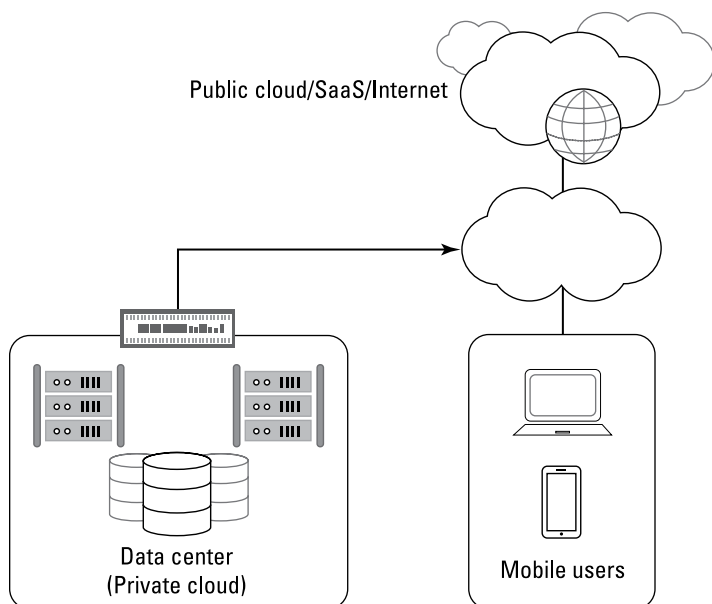 Public cloud/SaaS/Internet
Data center
(Private cloud)
Mobile users